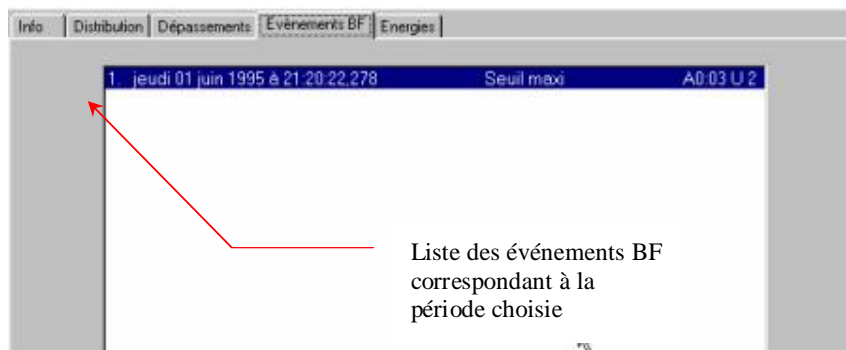 Info Distribution Dépassements Evènements BF Energies
1. jeudi 01 juin 1995 à 21:20:22,278 Seuil maxi A0:03 U 2
Liste des événements BF
correspondant à la
période choisie